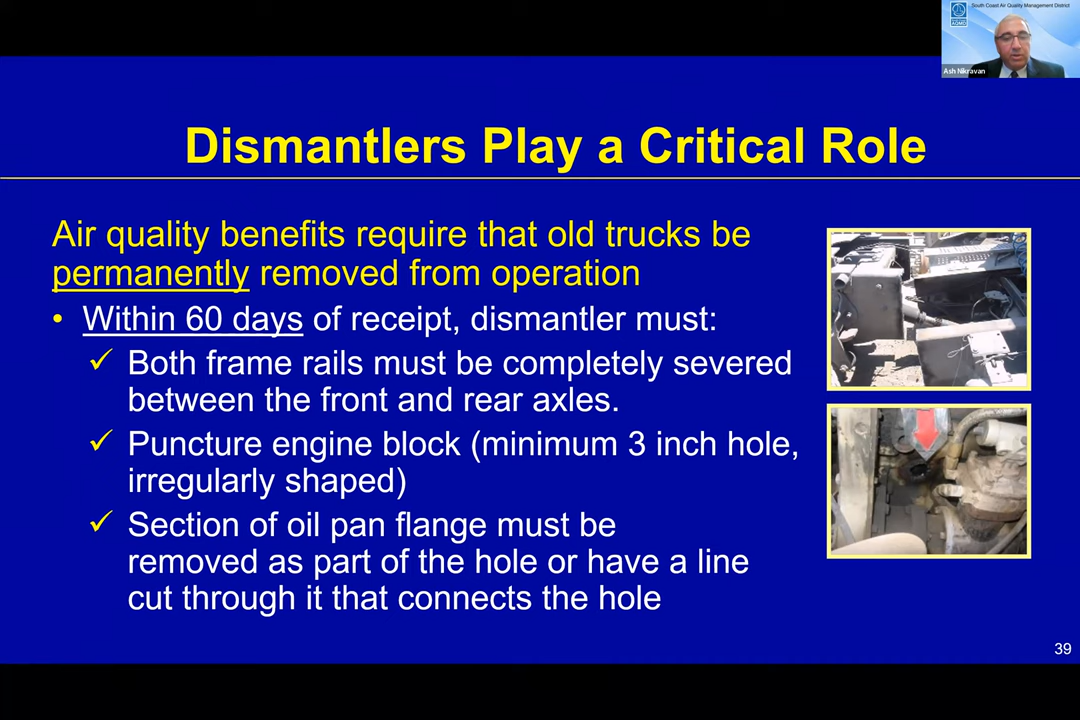 South Coast Air Quality Management District
AQMD
Ash Nikravan
Dismantlers Play a Critical Role
Air quality benefits require that old trucks be
permanently removed from operation
• Within 60 days of receipt, dismantler must:
✓ Both frame rails must be completely severed
between the front and rear axles.
✓ Puncture engine block (minimum 3 inch hole,
irregularly shaped)
✓ Section of oil pan flange must be
removed as part of the hole or have a line
cut through it that connects the hole
39